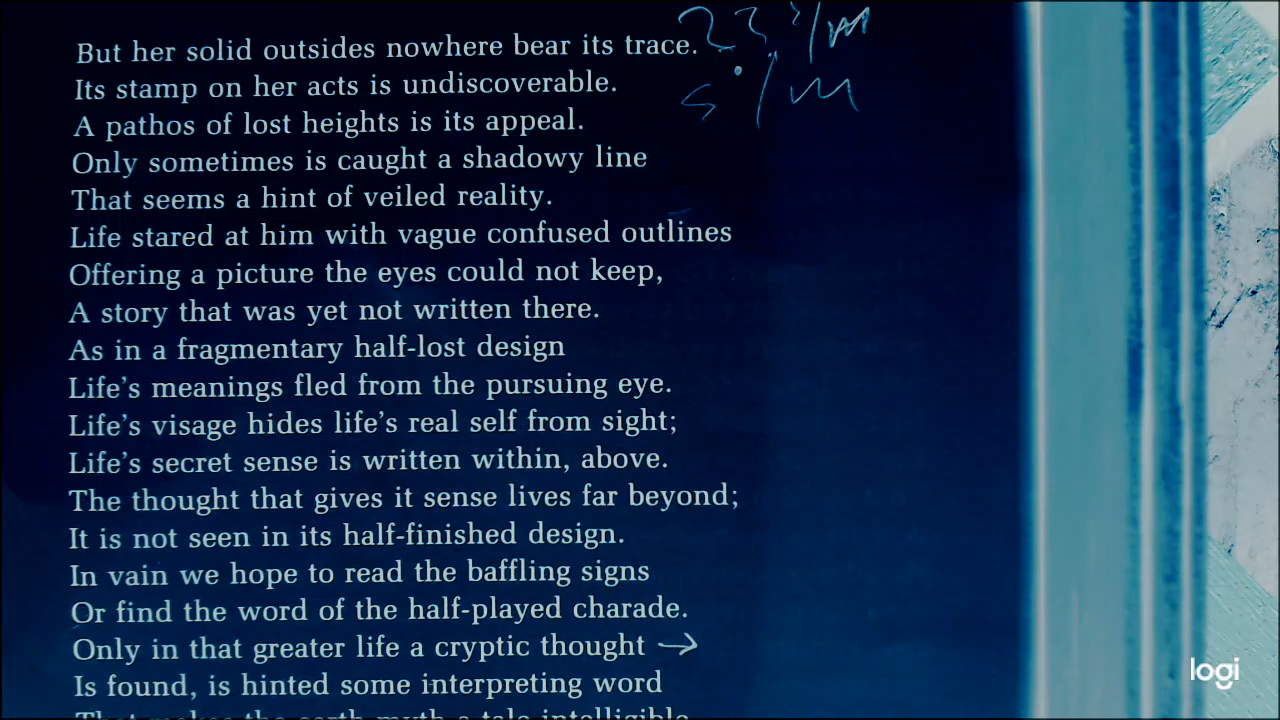 But her solid outsides nowhere bear its trace.
Its stamp on her acts is undiscoverable.
A pathos of lost heights is its appeal.
Only sometimes is caught a shadowy line
That seems a hint of veiled reality.
Life stared at him with vague confused outlines
Offering a picture the eyes could not keep,
A story that was yet not written there.
As in a fragmentary half-lost design
Life’s meanings fled from the pursuing eye.
Life’s visage hides life’s real self from sight;
Life’s secret sense is written within, above.
The thought that gives it sense lives far beyond;
It is not seen in its half-finished design.
In vain we hope to read the baffling signs
Or find the word of the half-played charade.
Only in that greater life a cryptic thought →
Is found, is hinted some interpreting word
That makes the earth-myth a tale intelligible.
logi